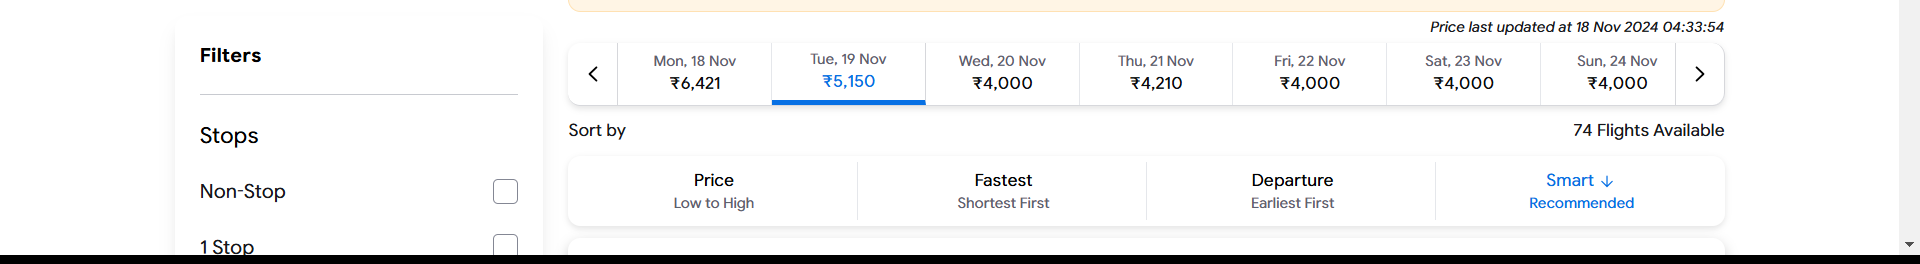 Price last updated at 18 Nov 2024 04:33:54
Filters
Mon, 18 Nov
₹6,421
Tue, 19 Nov
₹5,150
Wed, 20 Nov
₹4,000
Thu, 21 Nov
₹4,210
Fri, 22 Nov
₹4,000
Sat, 23 Nov
₹4,000
Sun, 24 Nov
₹4,000
Stops
Non-Stop
1 Stop
Sort by
74 Flights Available
Price
Low to High
Fastest
Shortest First
Departure
Earliest First
Smart ↓
Recommended